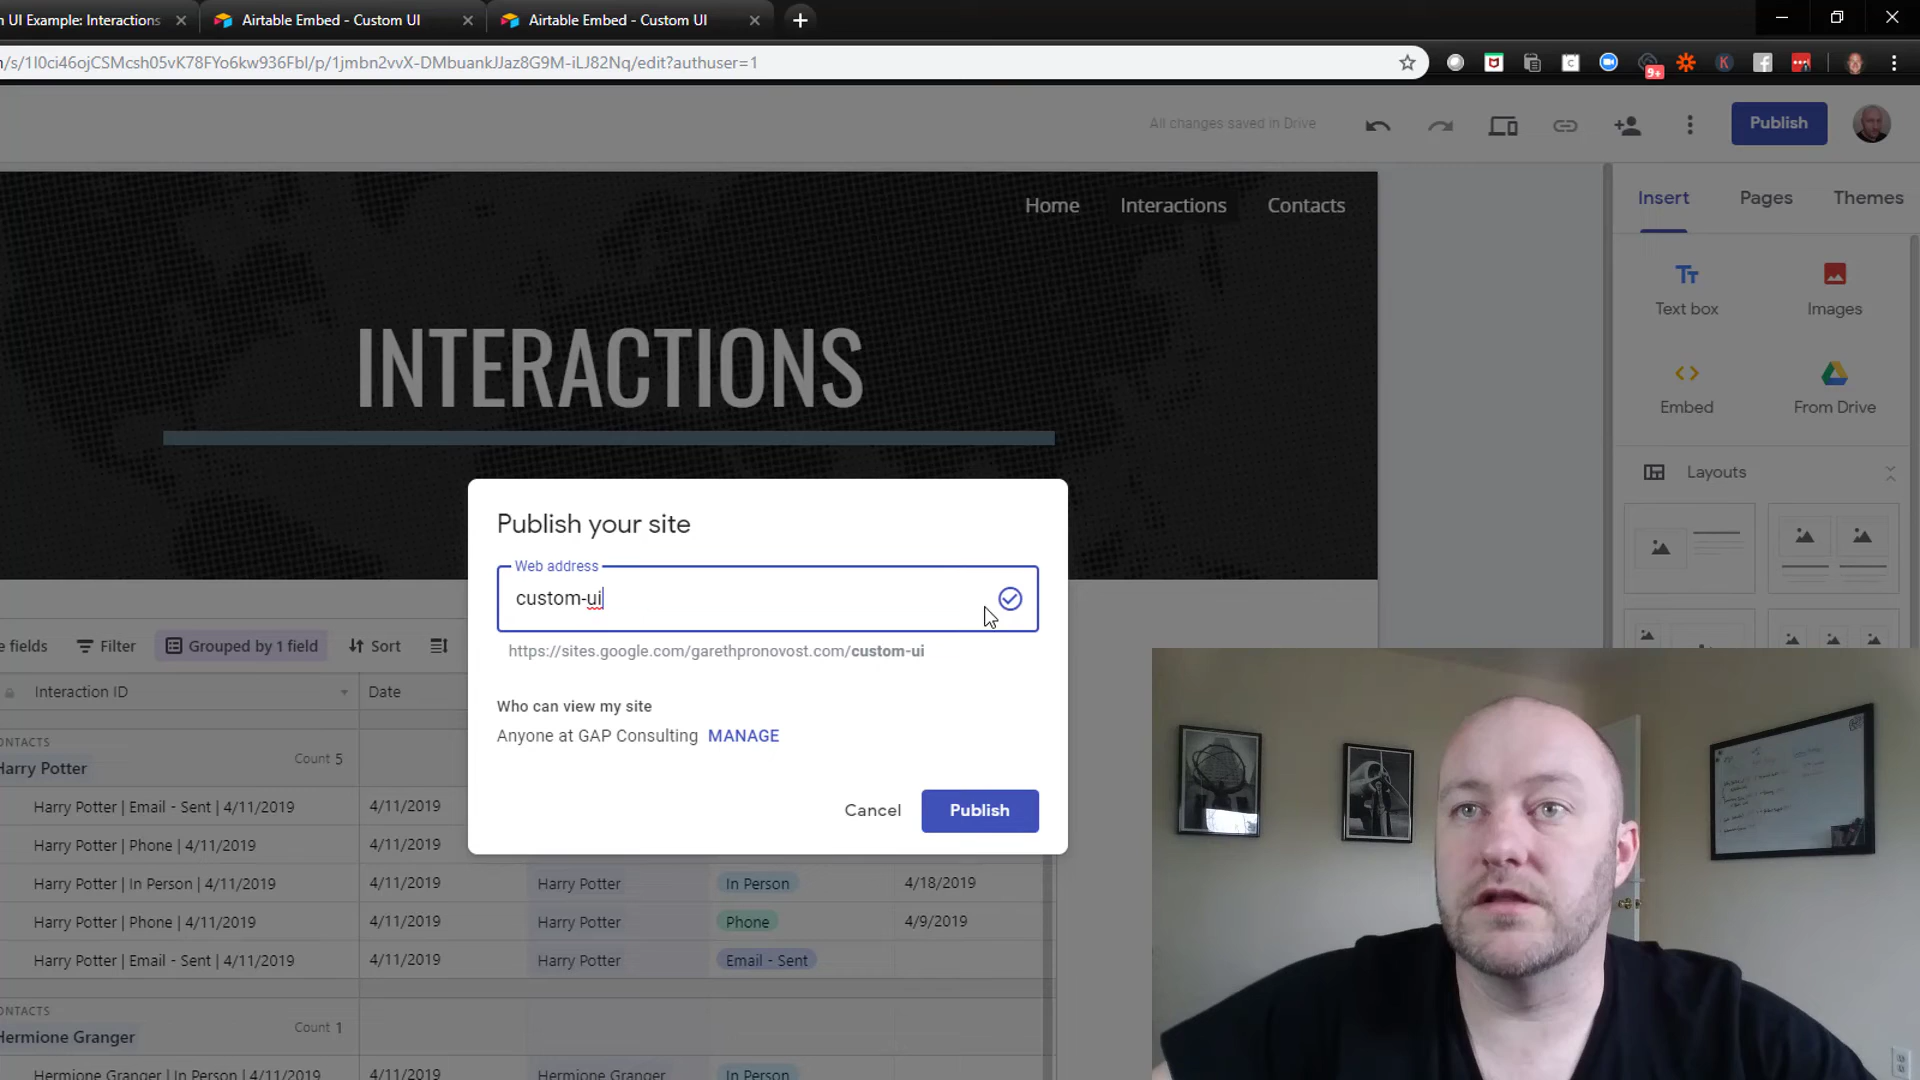 n UI Example: Interactions
Airtable Embed - Custom UI
Airtable Embed - Custom UI
n/s/1I0ci46ojCSMcsh05vK78FYo6kw936FbI/p/1jmbn2vvX-DMbuankJJaz8G9M-iLJ82Nq/edit?authuser=1
9+
All changes saved in Drive
Publish
Home
Interactions
Contacts
Insert
Pages
Themes
INTERACTIONS
Tt
Text box
Images
Embed
From Drive
Layouts
Publish your site
Web address
custom-ui
https://sites.google.com/garethpronovost.com/custom-ui
Who can view my site
Anyone at GAP Consulting MANAGE
Cancel
Publish
e fields
Filter
Grouped by 1 field
Sort
Interaction ID
Date
ONTACTS
Harry Potter
Count 5
Harry Potter | Email - Sent | 4/11/2019
4/11/2019
Harry Potter | Phone | 4/11/2019
4/11/2019
Harry Potter | In Person | 4/11/2019
4/11/2019
Harry Potter
In Person
4/18/2019
Harry Potter | Phone | 4/11/2019
4/11/2019
Harry Potter
Phone
4/9/2019
Harry Potter | Email - Sent | 4/11/2019
4/11/2019
Harry Potter
Email - Sent
ONTACTS
Hermione Granger
Count 1
Hermione Granger | In Person | 4/11/2019
4/11/2019
Hermione Granger
In Person